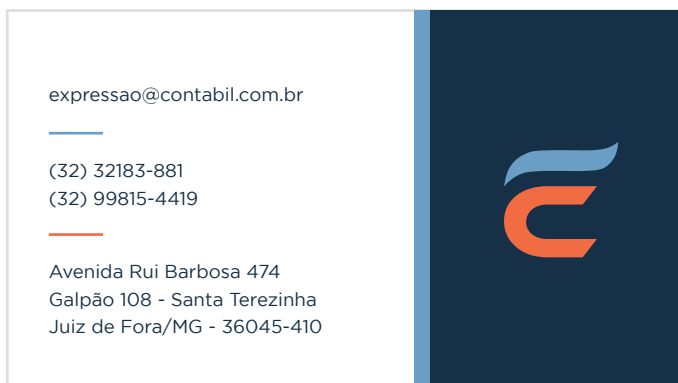 expressao@contabil.com.br
(32) 32183-881
(32) 99815-4419
Avenida Rui Barbosa 474
Galpão 108 - Santa Terezinha
Juiz de Fora/MG - 36045-410